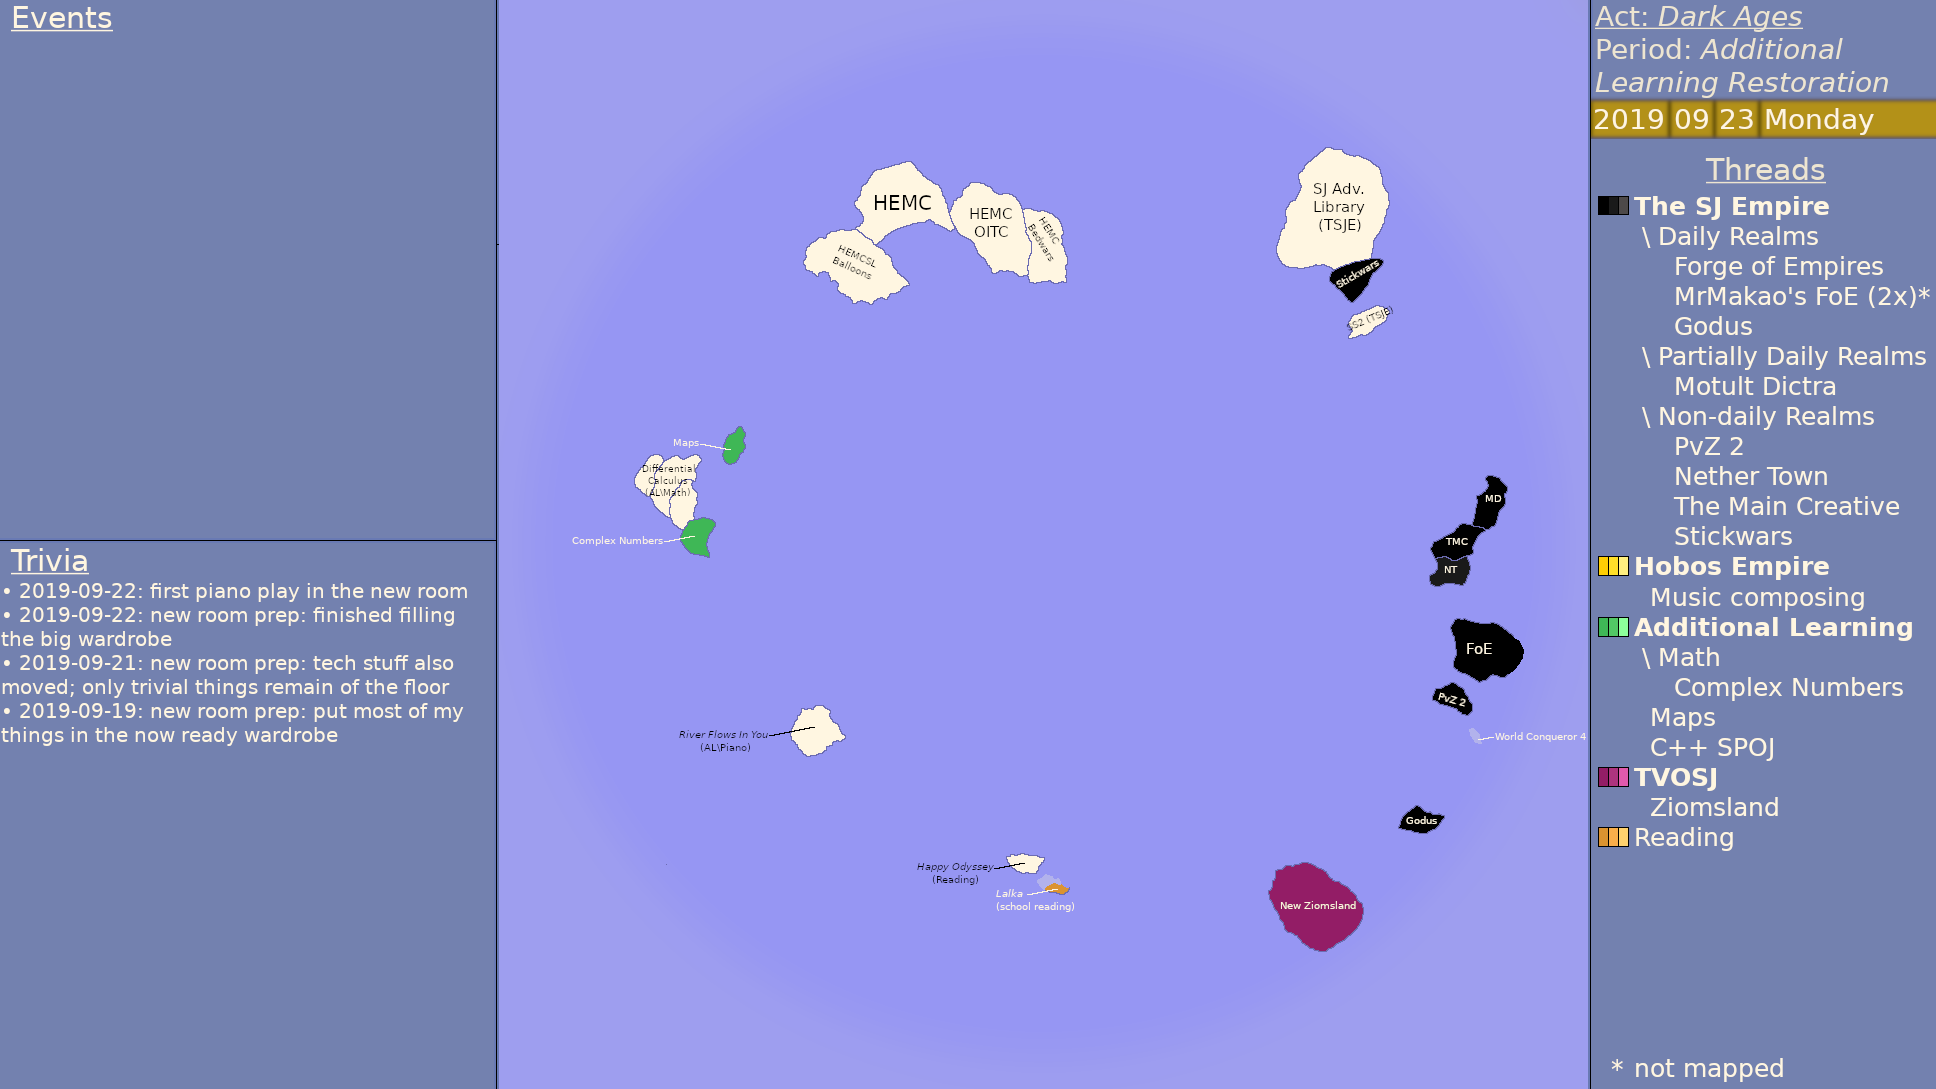 Events
Trivia
• 2019-09-22: first piano play in the new room
• 2019-09-22: new room prep: finished filling
the big wardrobe
• 2019-09-21: new room prep: tech stuff also
moved; only trivial things remain of the floor
• 2019-09-19: new room prep: put most of my
things in the now ready wardrobe
HEMC
HEMC
OITC
HEMC
Bedwars
HEMCSL
Balloons
SJ Adv.
Library
(TSJE)
Stickwars
SS2 (TSJE)
Maps
Differential
Calculus
(AL\Math)
Complex Numbers
MD
TMC
NT
FoE
PvZ 2
World Conqueror 4
River Flows In You
(AL\Piano)
Godus
Happy Odyssey
(Reading)
Lalka
(school reading)
New Ziomsland
Act: Dark Ages
Period: Additional
Learning Restoration
2019 09 23 Monday
Threads
The SJ Empire
\ Daily Realms
Forge of Empires
MrMakao's FoE (2x)*
Godus
\ Partially Daily Realms
Motult Dictra
\ Non-daily Realms
PvZ 2
Nether Town
The Main Creative
Stickwars
Hobos Empire
Music composing
Additional Learning
\ Math
Complex Numbers
Maps
C++ SPOJ
TVOSJ
Ziomsland
Reading
* not mapped